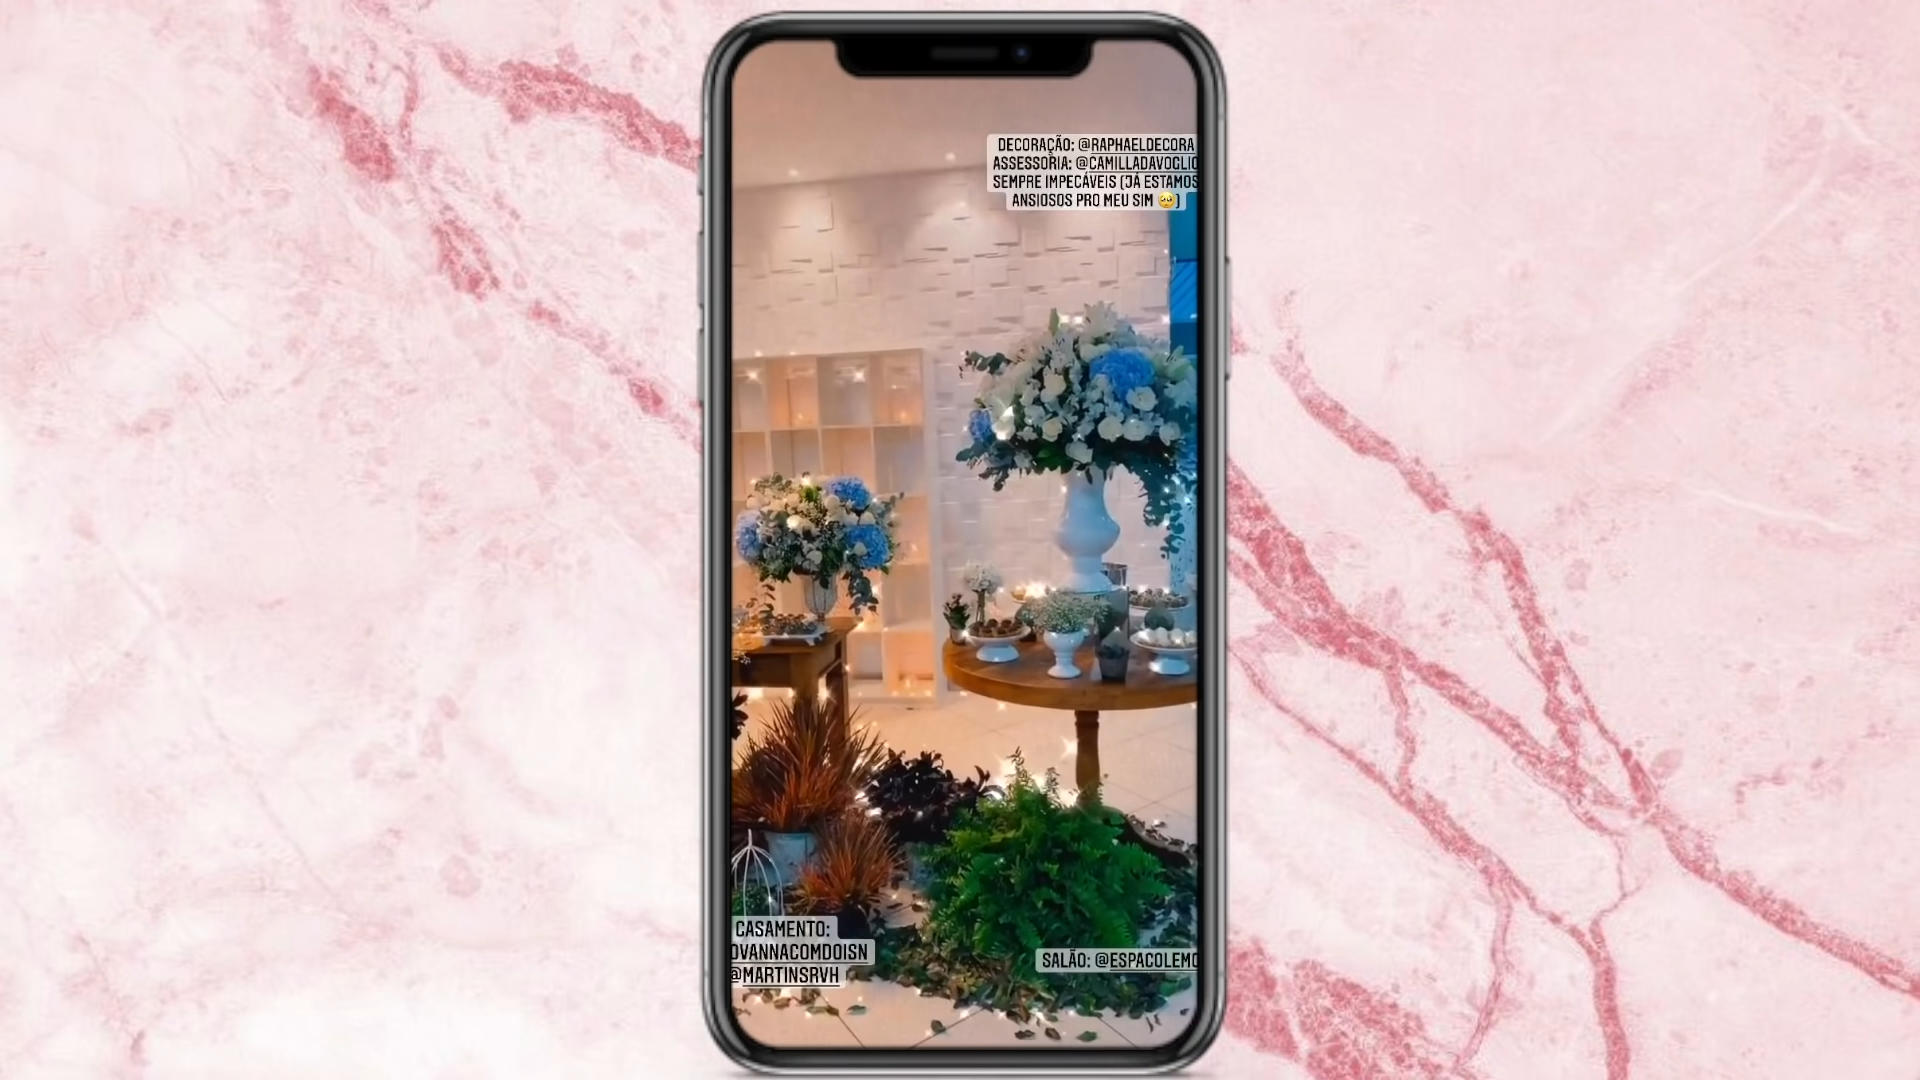 DECORAÇÃO: @RAPHAELDECORA
ASSESSORIA: @CAMILLADAVOGLIO
SEMPRE IMPECÁVEIS (JÁ ESTAMOS
ANSIOSOS PRO MEU SIM 🥺)
CASAMENTO:
OVANNACOMDOISN
@MARTINSRVH
SALÃO: @ESPACOLEMO